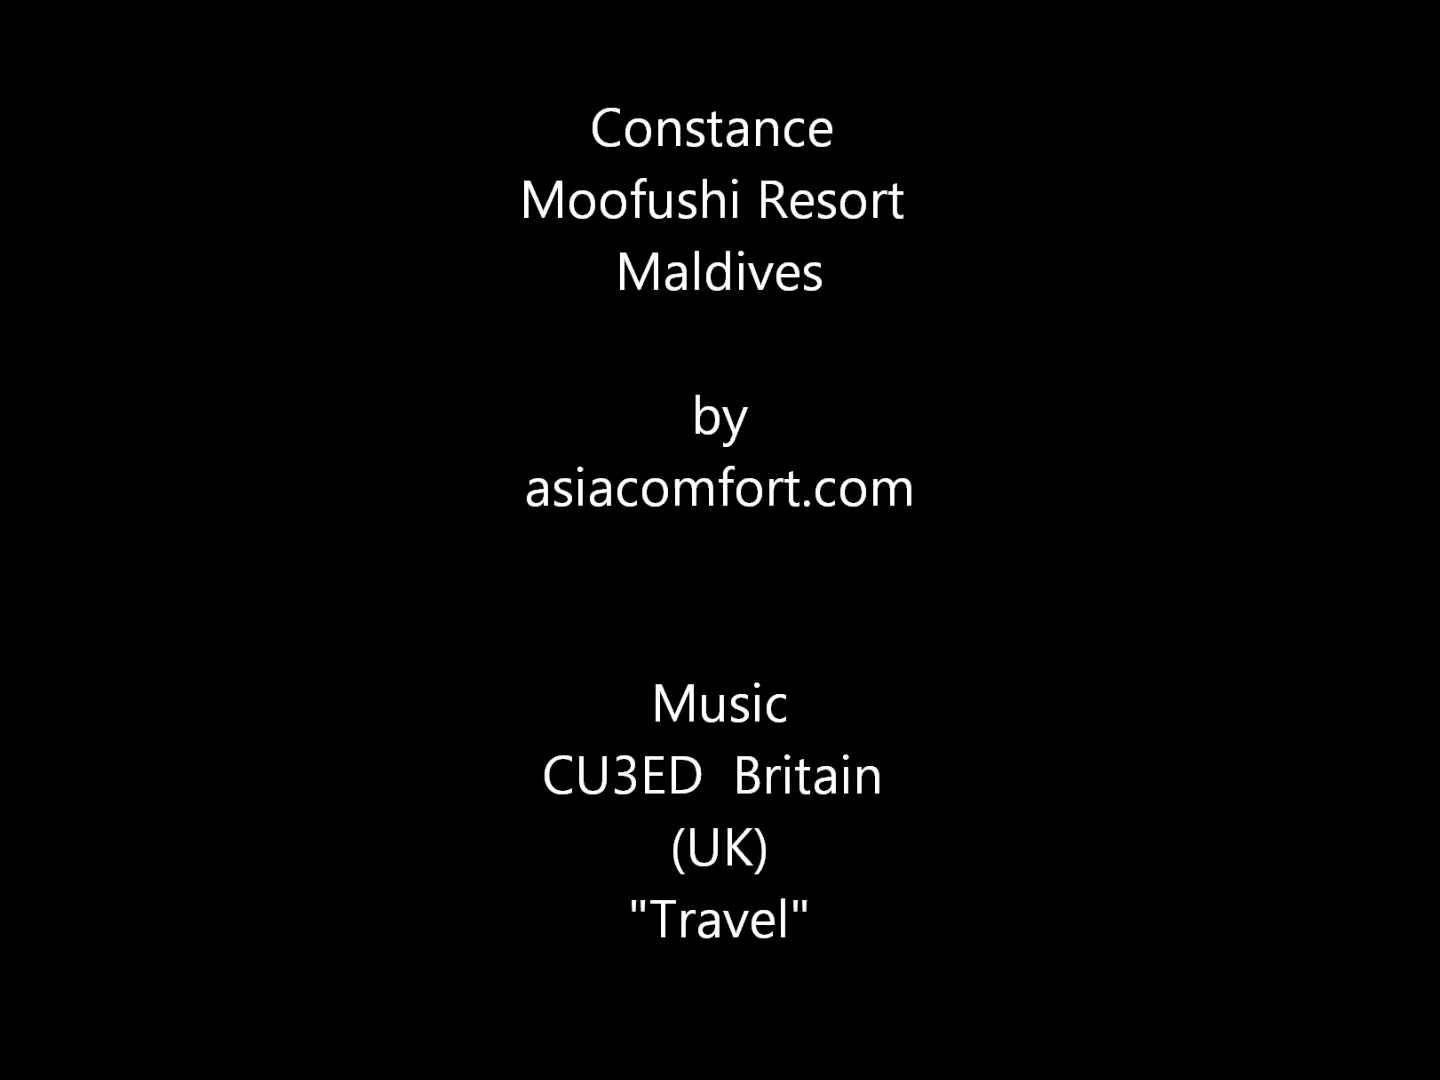 Constance
Moofushi Resort
Maldives
by
asiacomfort.com
Music
CU3ED  Britain
(UK)
"Travel"